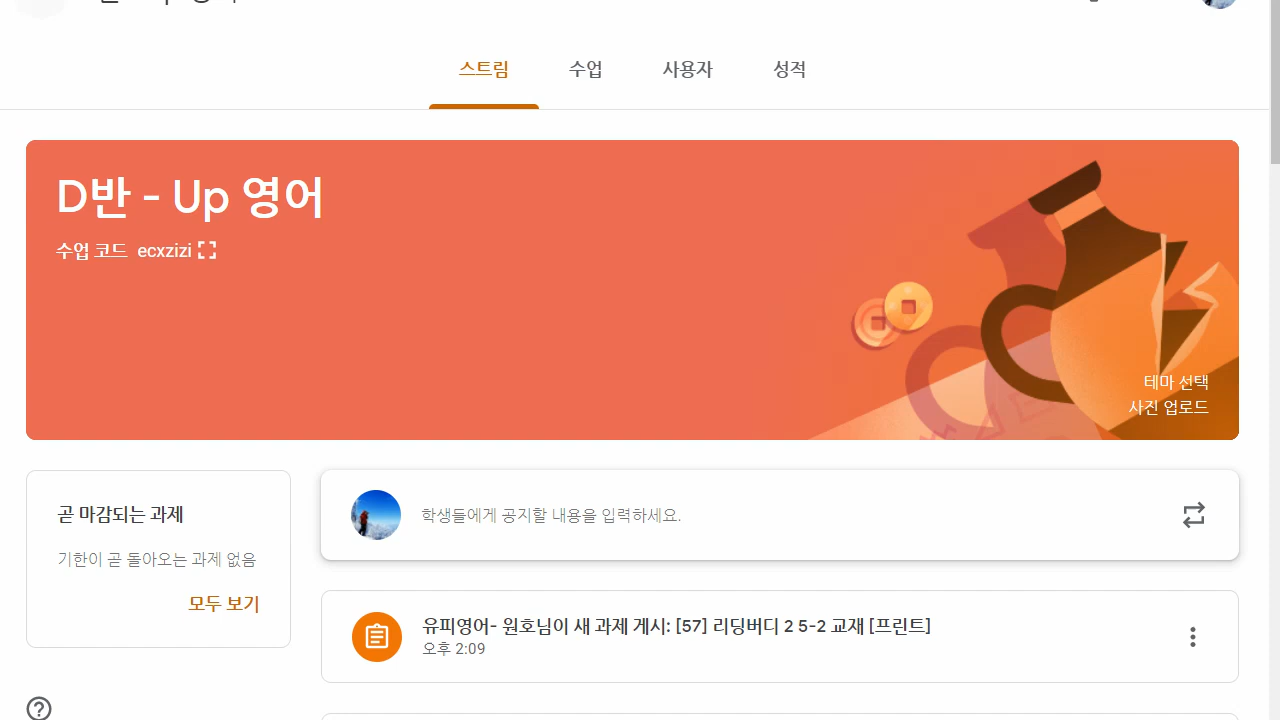 스트림 수업 사용자 성적
D반 - Up 영어
수업 코드 ecxzizi
테마 선택
사진 업로드
곧 마감되는 과제
기한이 곧 돌아오는 과제 없음
모두 보기
학생들에게 공지할 내용을 입력하세요.
유피영어- 원호님이 새 과제 게시: [57] 리딩버디 2 5-2 교재 [프린트]
오후 2:09